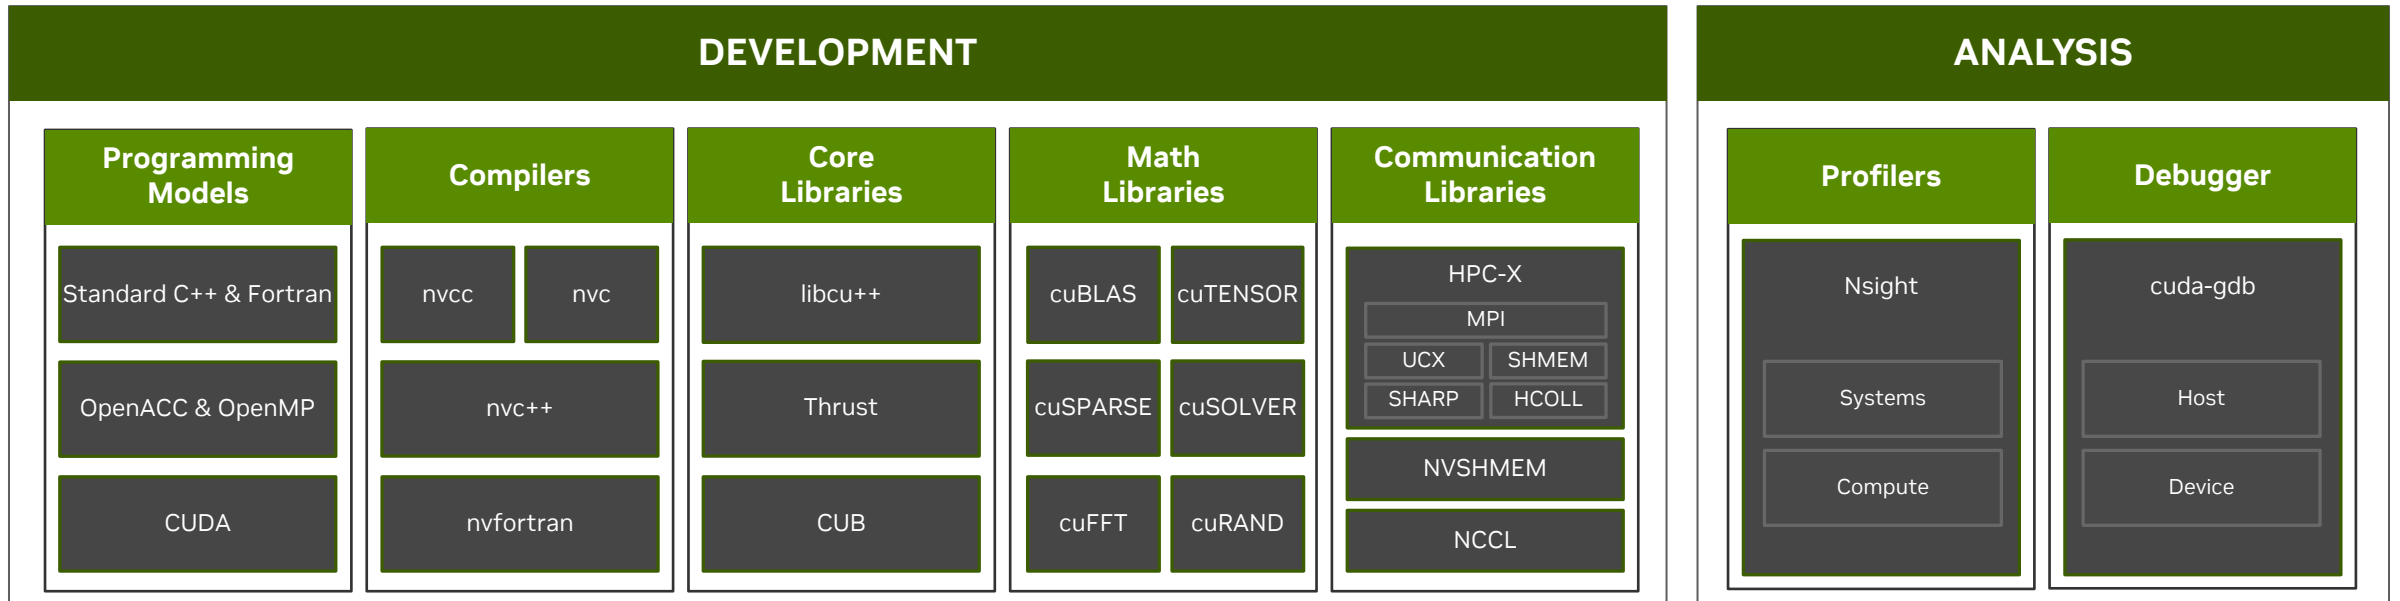 DEVELOPMENT
Programming
Models
Standard C++ & Fortran
OpenACC & OpenMP
CUDA
Compilers
nvcc
nvc
nvc++
nvfortran
Core
Libraries
libcu++
Thrust
CUB
Math
Libraries
cuBLAS
cuTENSOR
cuSPARSE
cuSOLVER
cuFFT
cuRAND
Communication
Libraries
HPC-X
MPI
UCX
SHMEM
SHARP
HCOLL
NVSHMEM
NCCL
ANALYSIS
Profilers
Nsight
Systems
Compute
Debugger
cuda-gdb
Host
Device